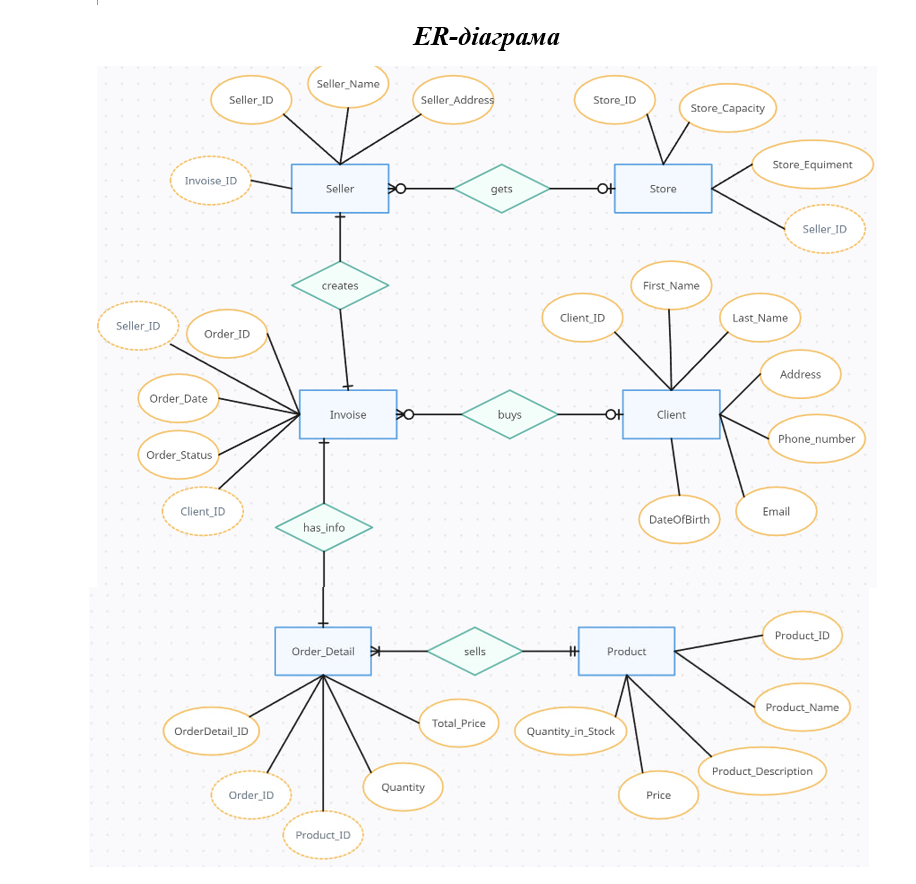 ER-діаграма
Seller_Name
Seller_ID
Seller_Address
Store_ID
Store_Capacity
Store_Equiment
Invoise_ID
Seller
gets
Store
Seller_ID
creates
First_Name
Client_ID
Last_Name
Seller_ID
Order_ID
Address
Order_Date
Invoise
buys
Client
Phone_number
Order_Status
Client_ID
has_info
DateOfBirth
Email
Product_ID
Order_Detail
sells
Product
Product_Name
OrderDetail_ID
Total_Price
Quantity_in_Stock
Product_Description
Order_ID
Quantity
Price
Product_ID